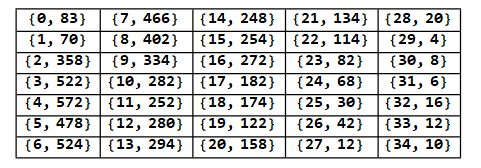 {0, 83} {7, 466} {14, 248} {21, 134} {28, 20}
{1, 70} {8, 402} {15, 254} {22, 114} {29, 4}
{2, 358} {9, 334} {16, 272} {23, 82} {30, 8}
{3, 522} {10, 282} {17, 182} {24, 68} {31, 6}
{4, 572} {11, 252} {18, 174} {25, 30} {32, 16}
{5, 478} {12, 280} {19, 122} {26, 42} {33, 12}
{6, 524} {13, 294} {20, 158} {27, 12} {34, 10}